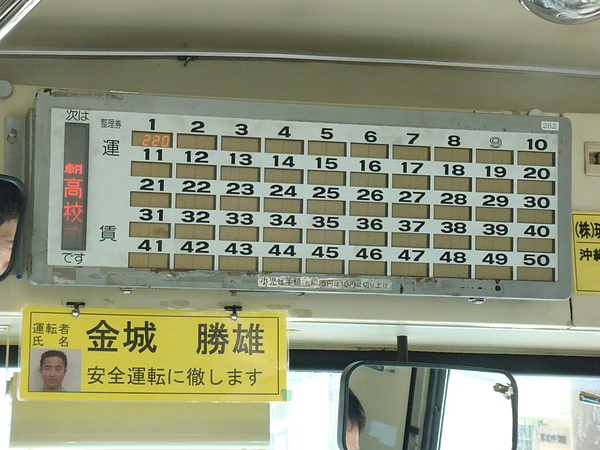 次は
高校
です
整理券
運賃
262
1 2 3 4 5 6 7 8 9 10
220
11 12 13 14 15 16 17 18 19 20
21 22 23 24 25 26 27 28 29 30
31 32 33 34 35 36 37 38 39 40
41 42 43 44 45 46 47 48 49 50
運転者
氏名
金城 勝雄
安全運転に徹します
(株)
沖縄